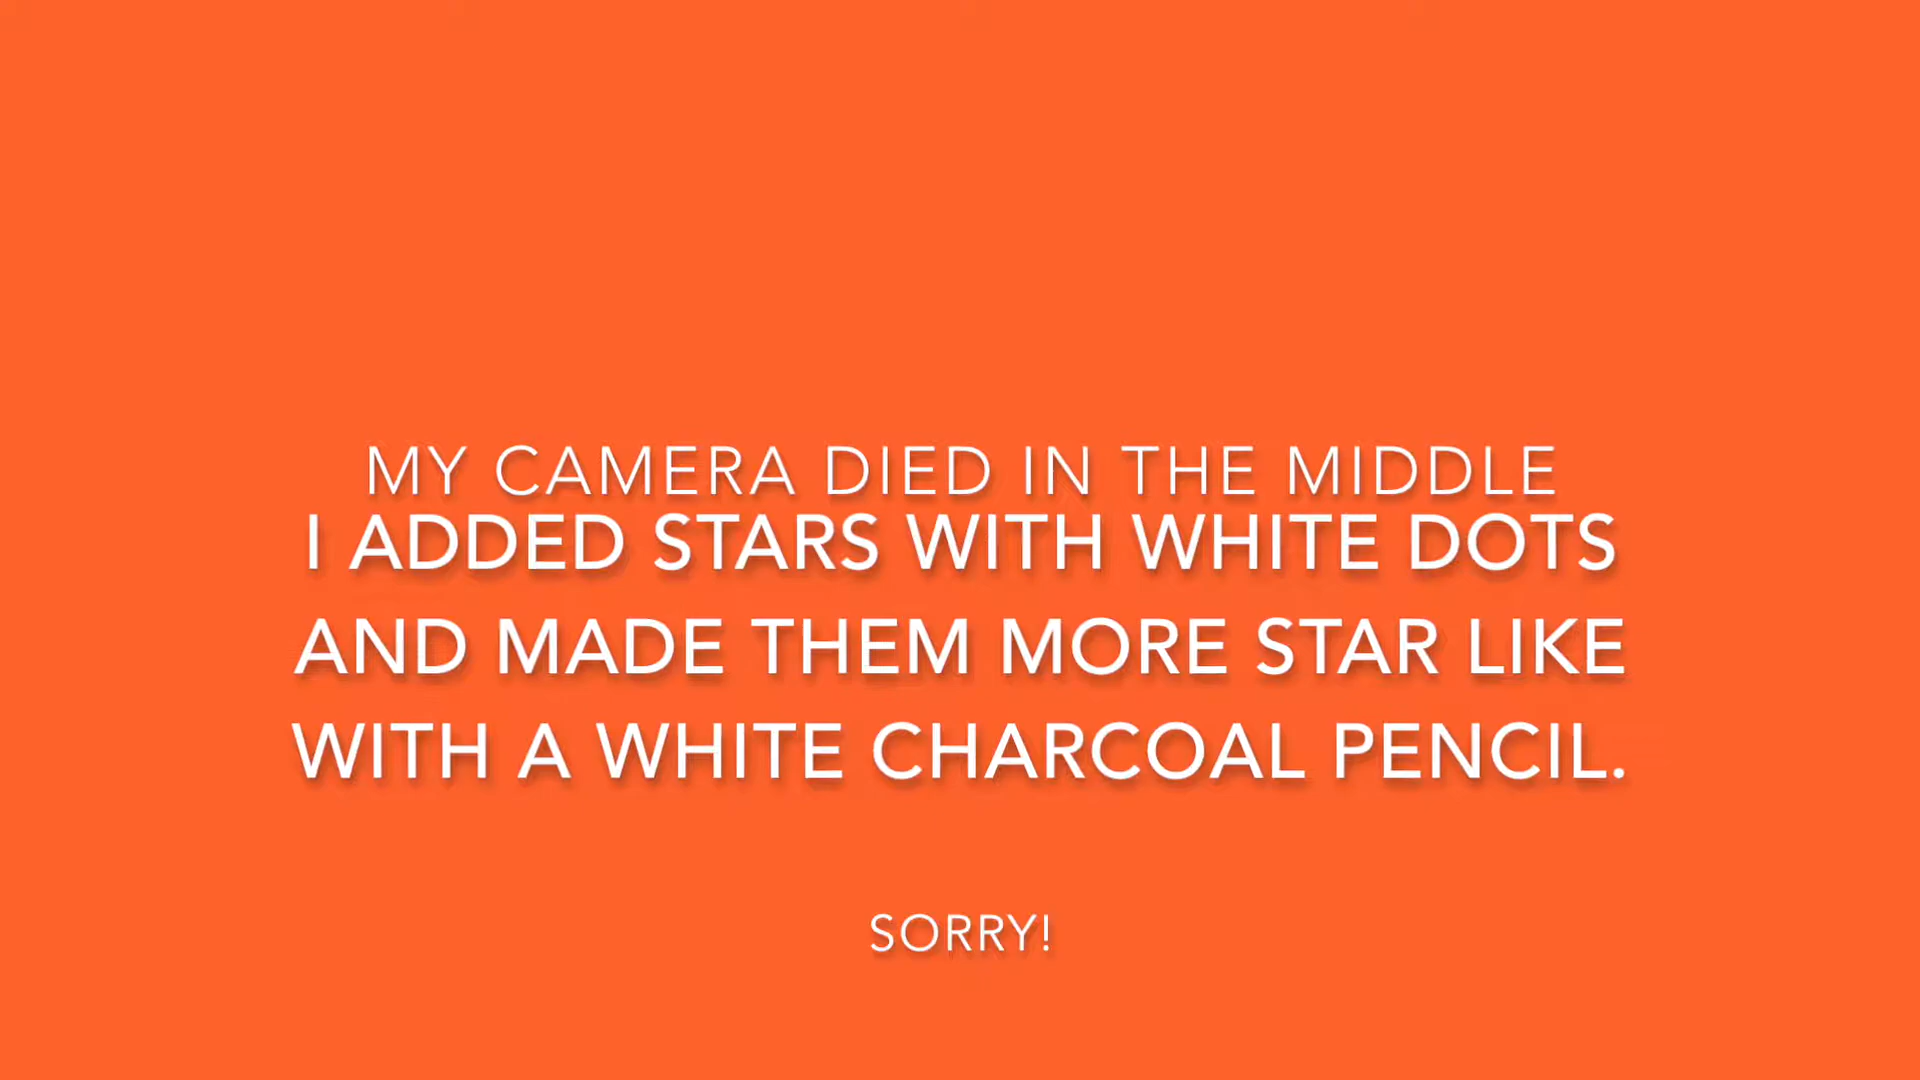 MY CAMERA DIED IN THE MIDDLE
I ADDED STARS WITH WHITE DOTS
AND MADE THEM MORE STAR LIKE
WITH A WHITE CHARCOAL PENCIL.
SORRY!